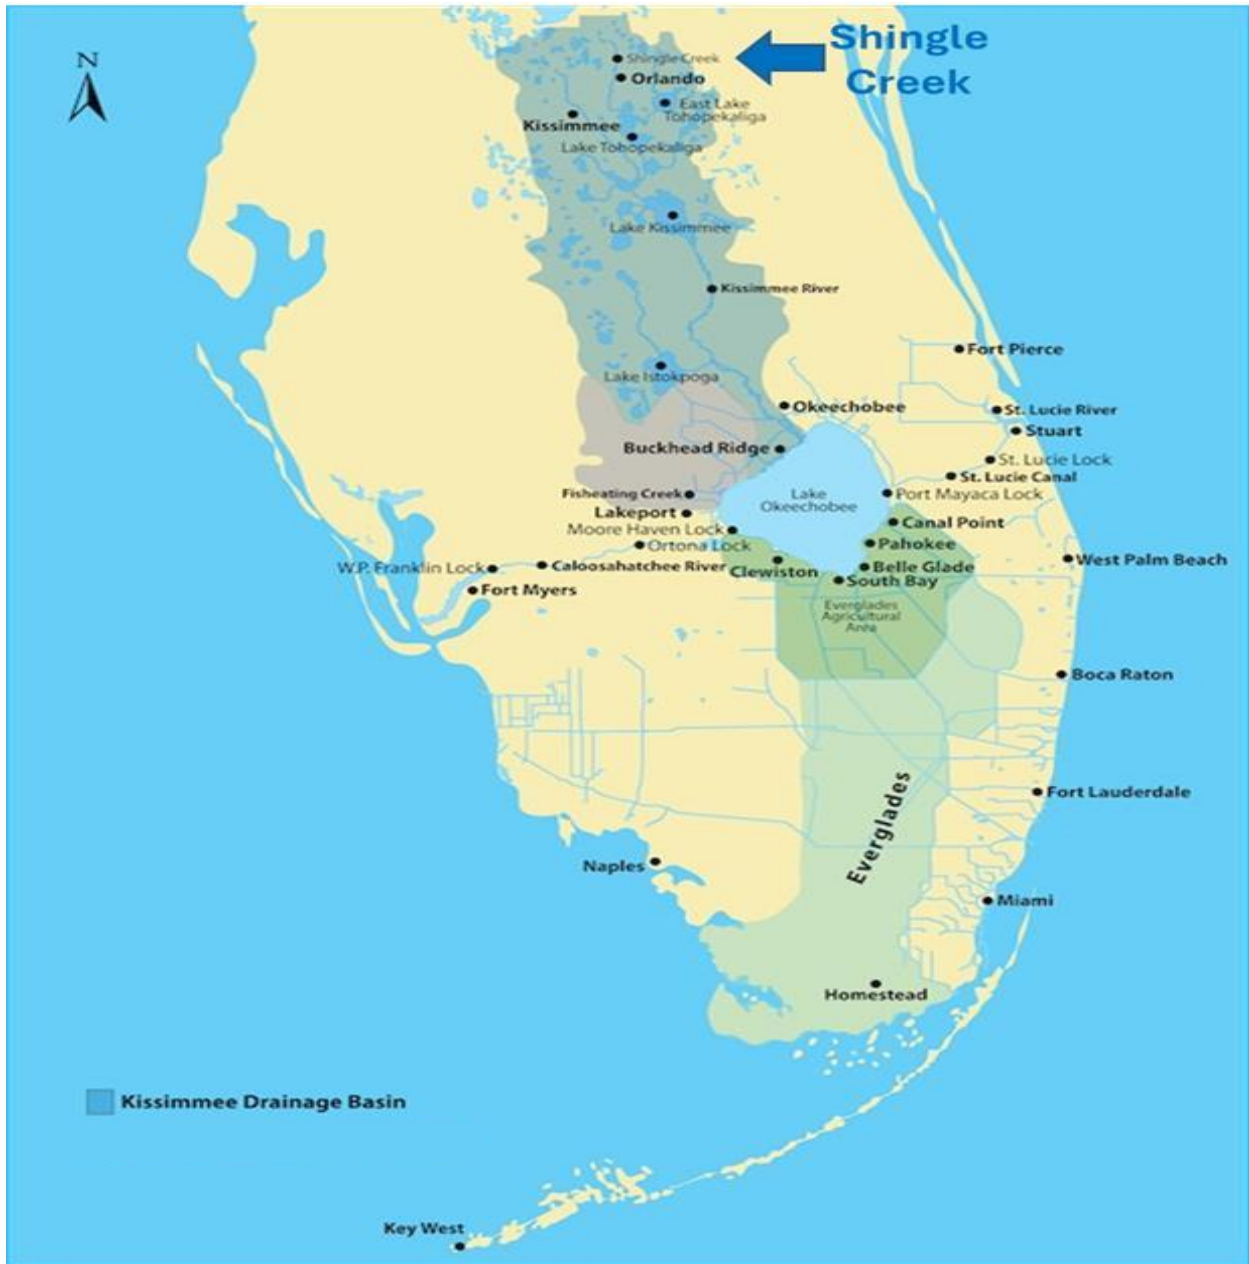 N
Shingle
Creek
Shingle Creek
Orlando
East Lake
Tohopekaliga
Kissimmee
Lake Tohopekaliga
Lake Kissimmee
Kissimmee River
Fort Pierce
Lake Istokpoga
Okeechobee
St. Lucie River
Stuart
Buckhead Ridge
St. Lucie Lock
St. Lucie Canal
Fisheating Creek
Lake
Okeechobee
Port Mayaca Lock
Lakeport
Canal Point
Moore Haven Lock
Ortona Lock
Pahokee
West Palm Beach
W.P. Franklin Lock
Caloosahatchee River
Clewiston
Belle Glade
South Bay
Fort Myers
Everglades
Agricultural
Area
Boca Raton
Everglades
Fort Lauderdale
Naples
Miami
Homestead
Kissimmee Drainage Basin
Key West